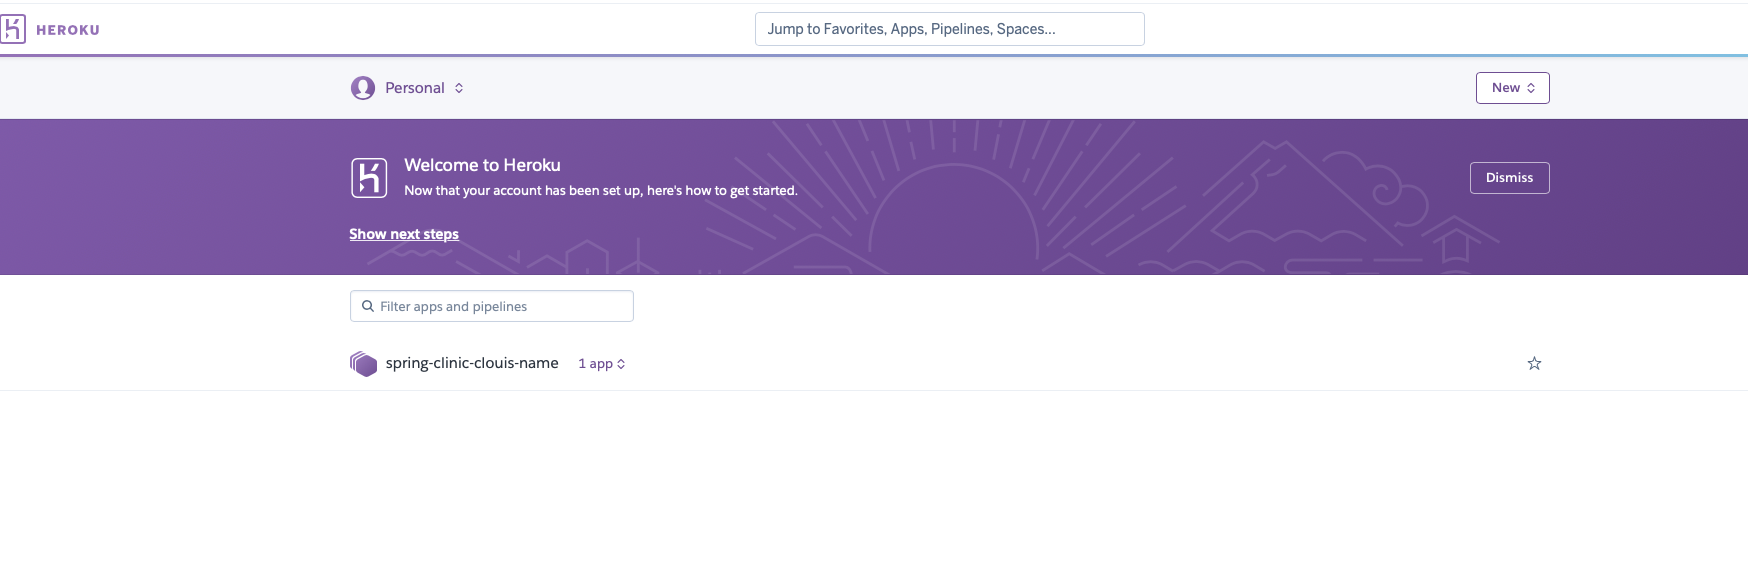 HEROKU
Jump to Favorites, Apps, Pipelines, Spaces...
Personal
New
Welcome to Heroku
Now that your account has been set up, here's how to get started.
Dismiss
Show next steps
Filter apps and pipelines
spring-clinic-clouis-name 1 app